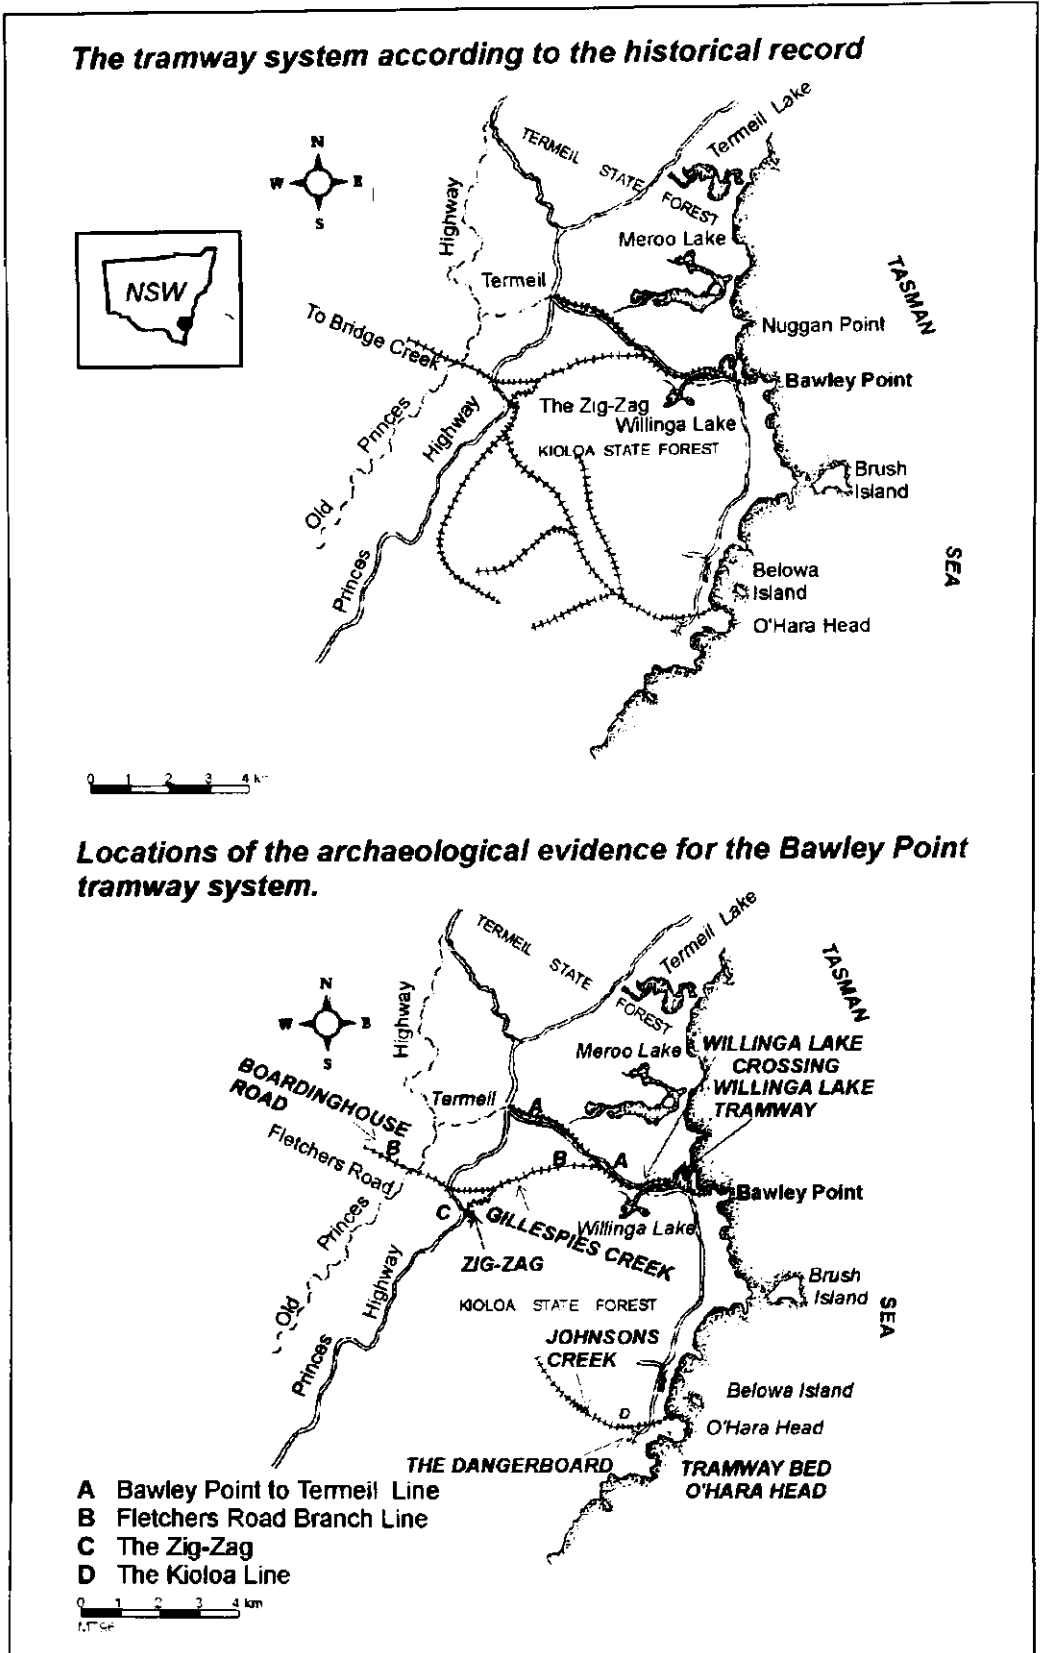 The tramway system according to the historical record
N
W
E
S
NSW
TERMEIL STATE FOREST
Termeil Lake
Highway
Meroo Lake
Termeil
TASMAN
To Bridge Creek
Nuggan Point
Bawley Point
Princes
Highway
The Zig-Zag
Willinga Lake
KIOLOA STATE FOREST
Brush
Island
Old
SEA
Princes
Belowa
Island
O'Hara Head
0 1 2 3 4
Locations of the archaeological evidence for the Bawley Point
tramway system.
TERMEIL STATE FOREST
Termeil Lake
TASMAN
N
W
E
S
Highway
Meroo Lake
WILLINGA LAKE
CROSSING
WILLINGA LAKE
TRAMWAY
BOARDINGHOUSE
ROAD
Termeil
A
B
Fletchers Road
B
A
Bawley Point
C
GILLESPIES CREEK
Willinga Lake
Princes
ZIG-ZAG
Highway
Brush
Island
SEA
KIOLOA STATE FOREST
Old
JOHNSONS
CREEK
Princes
Belowa Island
D
O'Hara Head
THE DANGERBOARD
TRAMWAY BED
O'HARA HEAD
A Bawley Point to Termeil Line
B Fletchers Road Branch Line
C The Zig-Zag
D The Kioloa Line
0 1 2 3 4 km